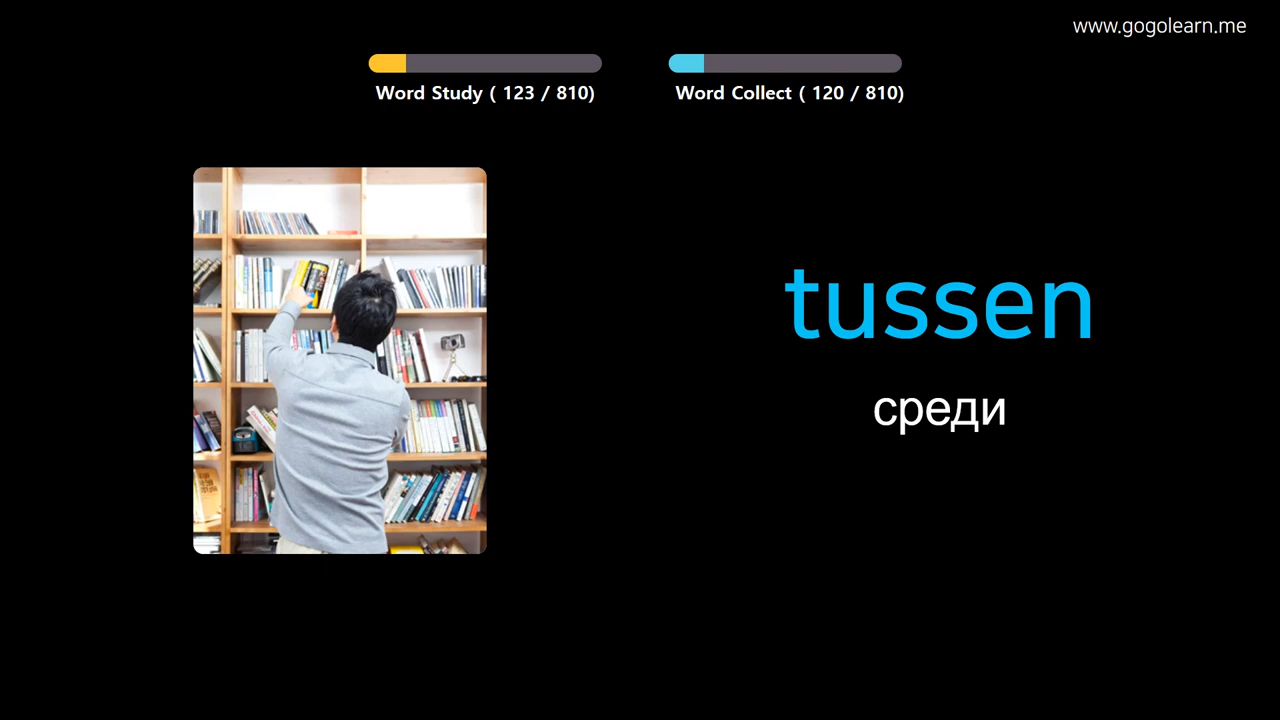 www.gogolearn.me
Word Study ( 123 / 810)
Word Collect ( 120 / 810)
tussen
среди